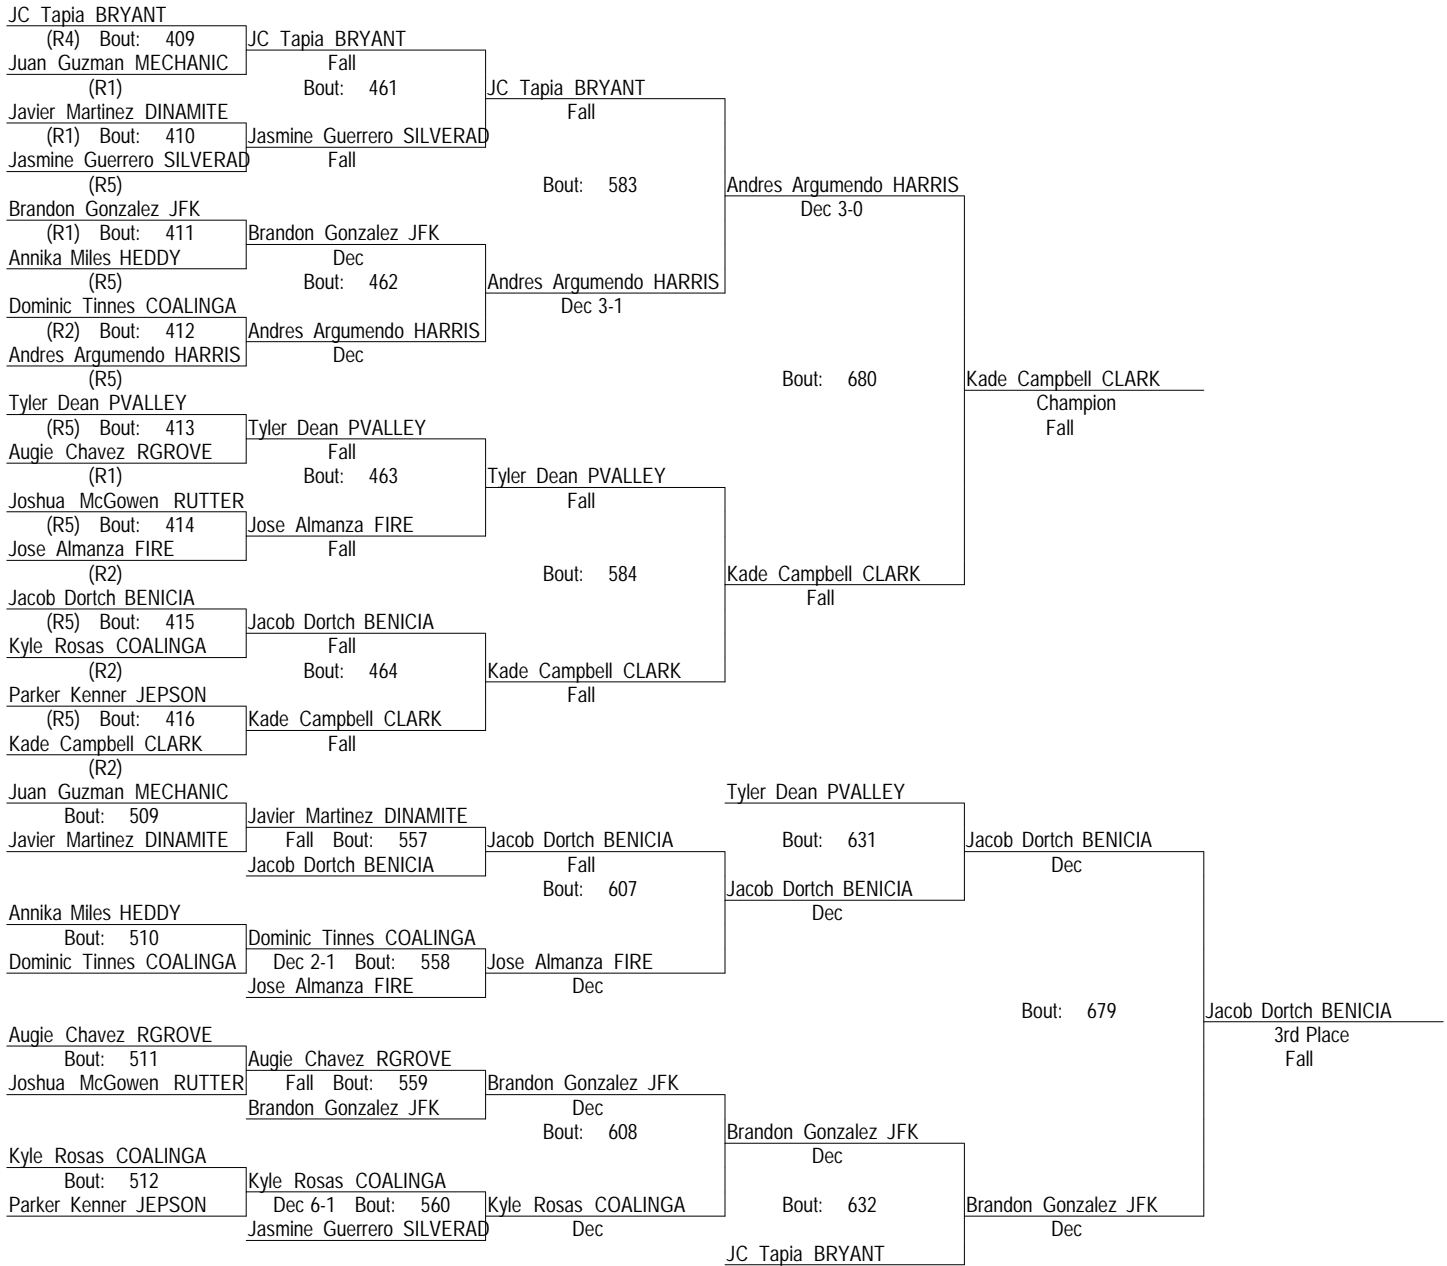 JC Tapia BRYANT
(R4) Bout: 409 JC Tapia BRYANT
Juan Guzman MECHANIC Fall
(R1) Bout: 461 JC Tapia BRYANT
Javier Martinez DINAMITE Fall
(R1) Bout: 410 Jasmine Guerrero SILVERAD
Jasmine Guerrero SILVERAD Fall
(R5) Bout: 583 Andres Argumendo HARRIS
Brandon Gonzalez JFK Dec 3-0
(R1) Bout: 411 Brandon Gonzalez JFK
Annika Miles HEDDY Dec
(R5) Bout: 462 Andres Argumendo HARRIS
Dominic Tinnes COALINGA Dec 3-1
(R2) Bout: 412 Andres Argumendo HARRIS
Andres Argumendo HARRIS Dec
(R5) Bout: 680 Kade Campbell CLARK
Tyler Dean PVALLEY Champion
(R5) Bout: 413 Tyler Dean PVALLEY Fall
Augie Chavez RGROVE Fall
(R1) Bout: 463 Tyler Dean PVALLEY
Joshua McGowen RUTTER Fall
(R5) Bout: 414 Jose Almanza FIRE
Jose Almanza FIRE Fall
(R2) Bout: 584 Kade Campbell CLARK
Jacob Dortch BENICIA Fall
(R5) Bout: 415 Jacob Dortch BENICIA
Kyle Rosas COALINGA Fall
(R2) Bout: 464 Kade Campbell CLARK
Parker Kenner JEPSON Fall
(R5) Bout: 416 Kade Campbell CLARK
Kade Campbell CLARK Fall
(R2)
Juan Guzman MECHANIC Tyler Dean PVALLEY
Bout: 509 Javier Martinez DINAMITE
Javier Martinez DINAMITE Fall Bout: 557 Jacob Dortch BENICIA Bout: 631 Jacob Dortch BENICIA
Jacob Dortch BENICIA Fall Dec
Bout: 607 Jacob Dortch BENICIA
Annika Miles HEDDY Dec
Bout: 510 Dominic Tinnes COALINGA
Dominic Tinnes COALINGA Dec 2-1 Bout: 558 Jose Almanza FIRE
Jose Almanza FIRE Dec
Bout: 679 Jacob Dortch BENICIA
Augie Chavez RGROVE 3rd Place
Bout: 511 Augie Chavez RGROVE Fall
Joshua McGowen RUTTER Fall Bout: 559 Brandon Gonzalez JFK
Brandon Gonzalez JFK Dec
Bout: 608 Brandon Gonzalez JFK
Kyle Rosas COALINGA Dec
Bout: 512 Kyle Rosas COALINGA
Parker Kenner JEPSON Dec 6-1 Bout: 560 Kyle Rosas COALINGA Bout: 632 Brandon Gonzalez JFK
Jasmine Guerrero SILVERAD Dec Dec
JC Tapia BRYANT